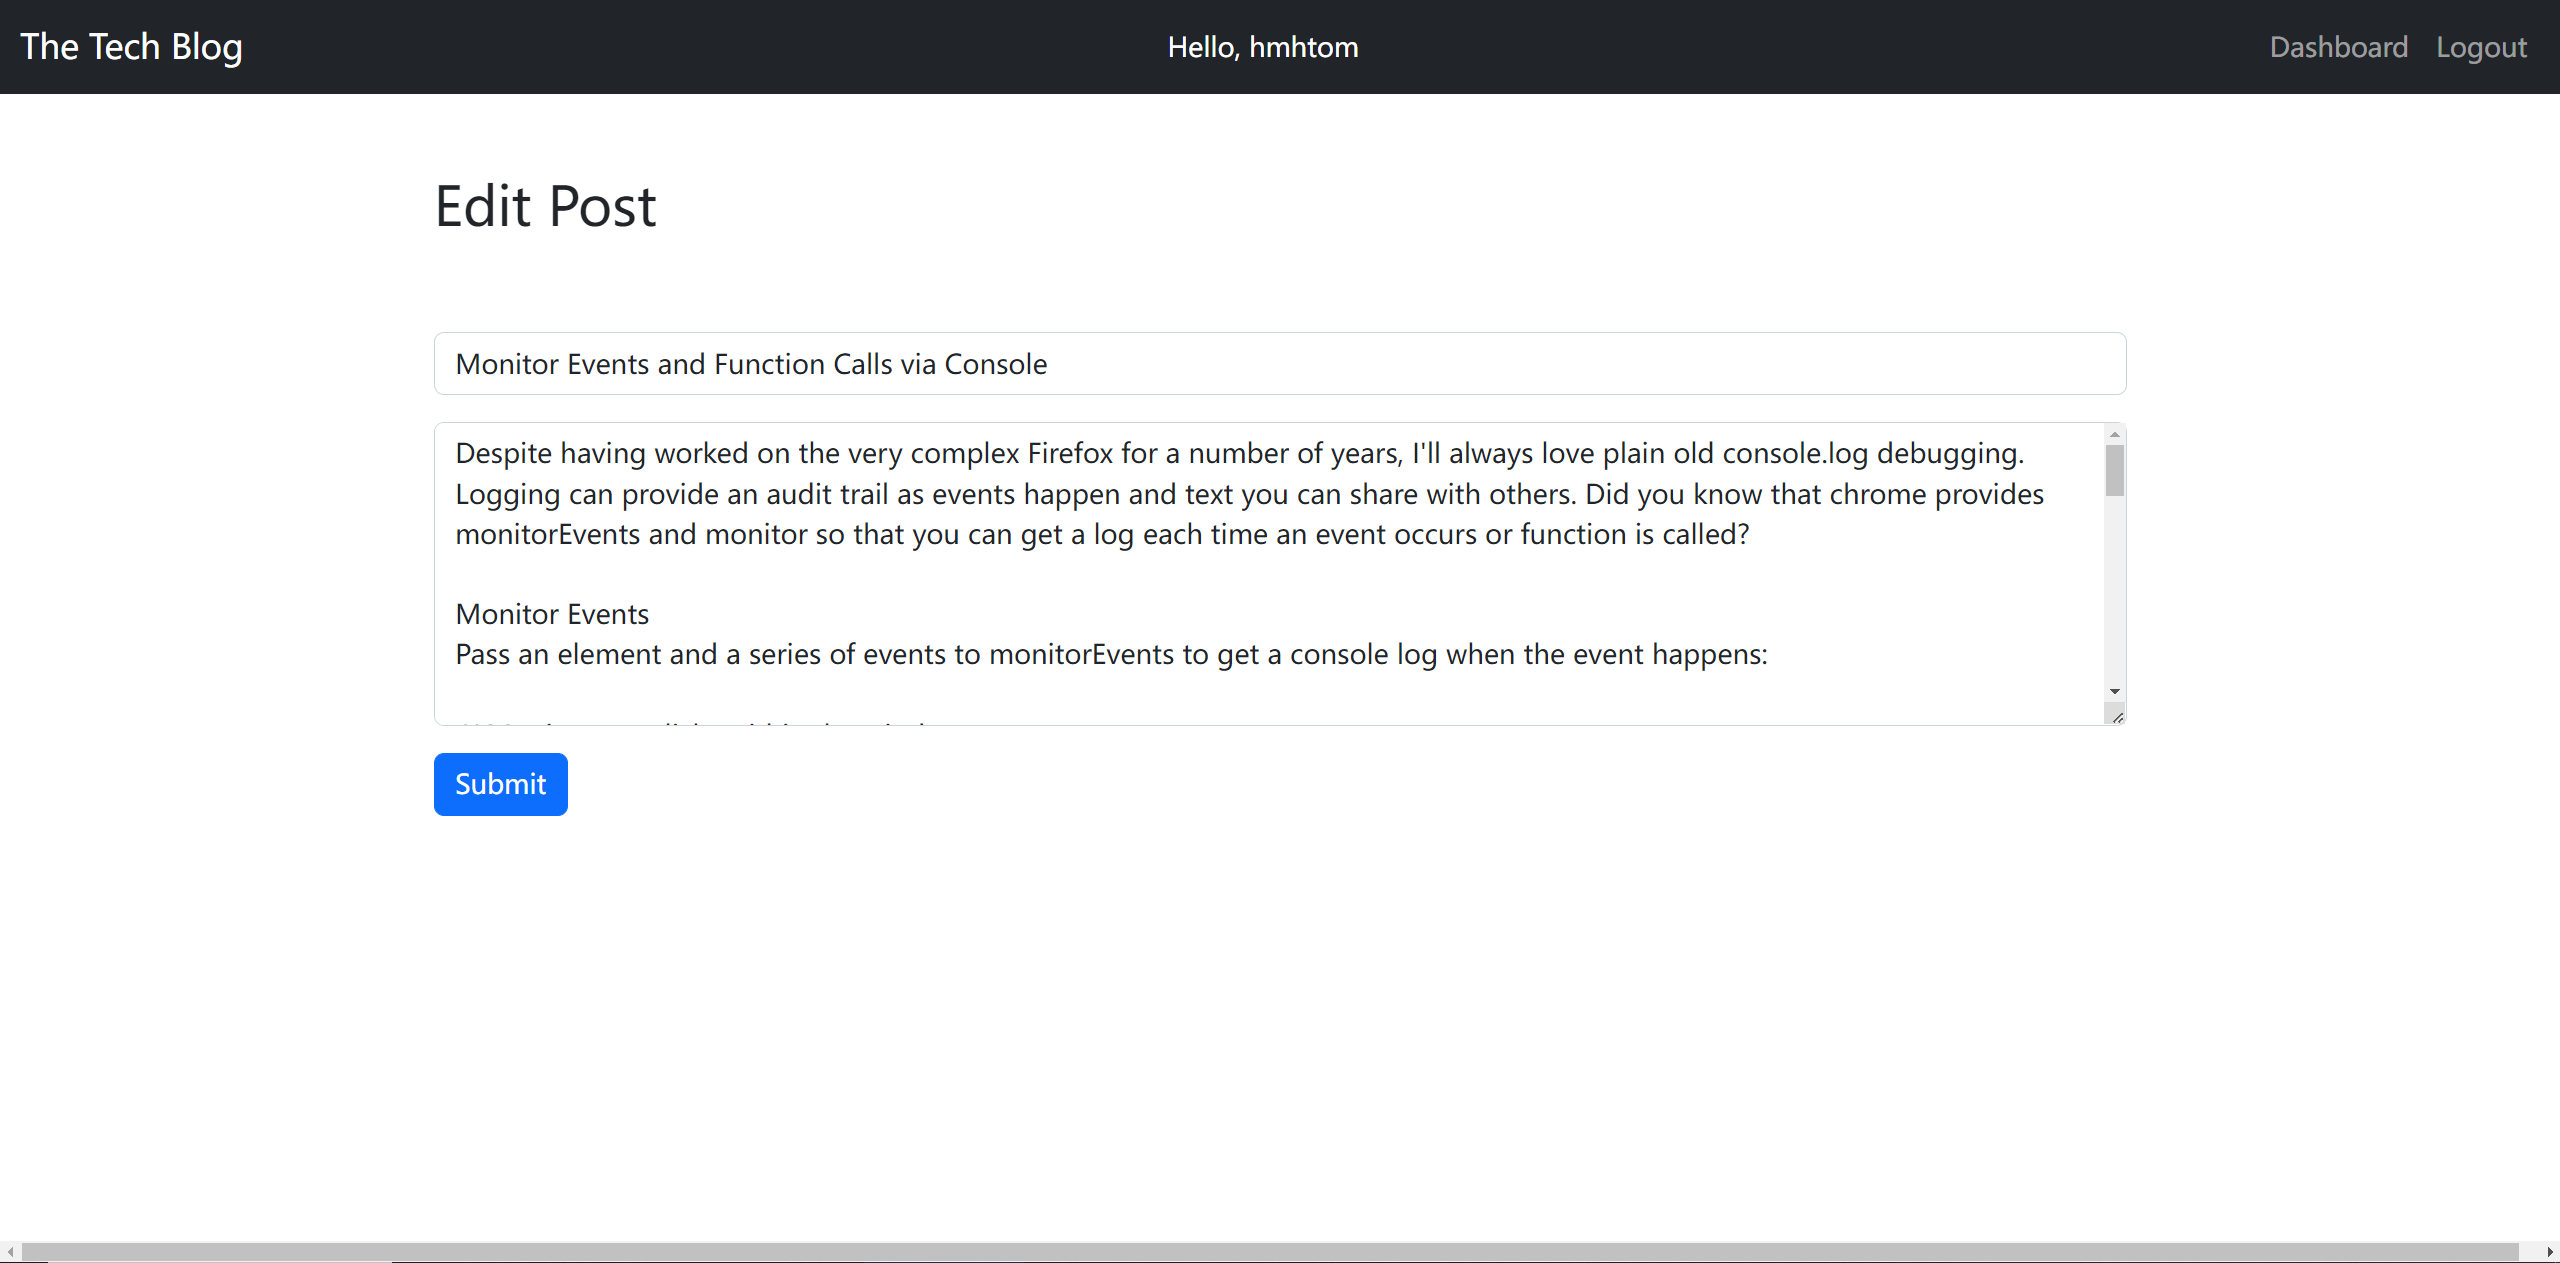 The Tech Blog
Hello, hmhtom
Dashboard
Logout
Edit Post
Monitor Events and Function Calls via Console
Despite having worked on the very complex Firefox for a number of years, I'll always love plain old console.log debugging.
Logging can provide an audit trail as events happen and text you can share with others. Did you know that chrome provides
monitorEvents and monitor so that you can get a log each time an event occurs or function is called?
Monitor Events
Pass an element and a series of events to monitorEvents to get a console log when the event happens:
Submit